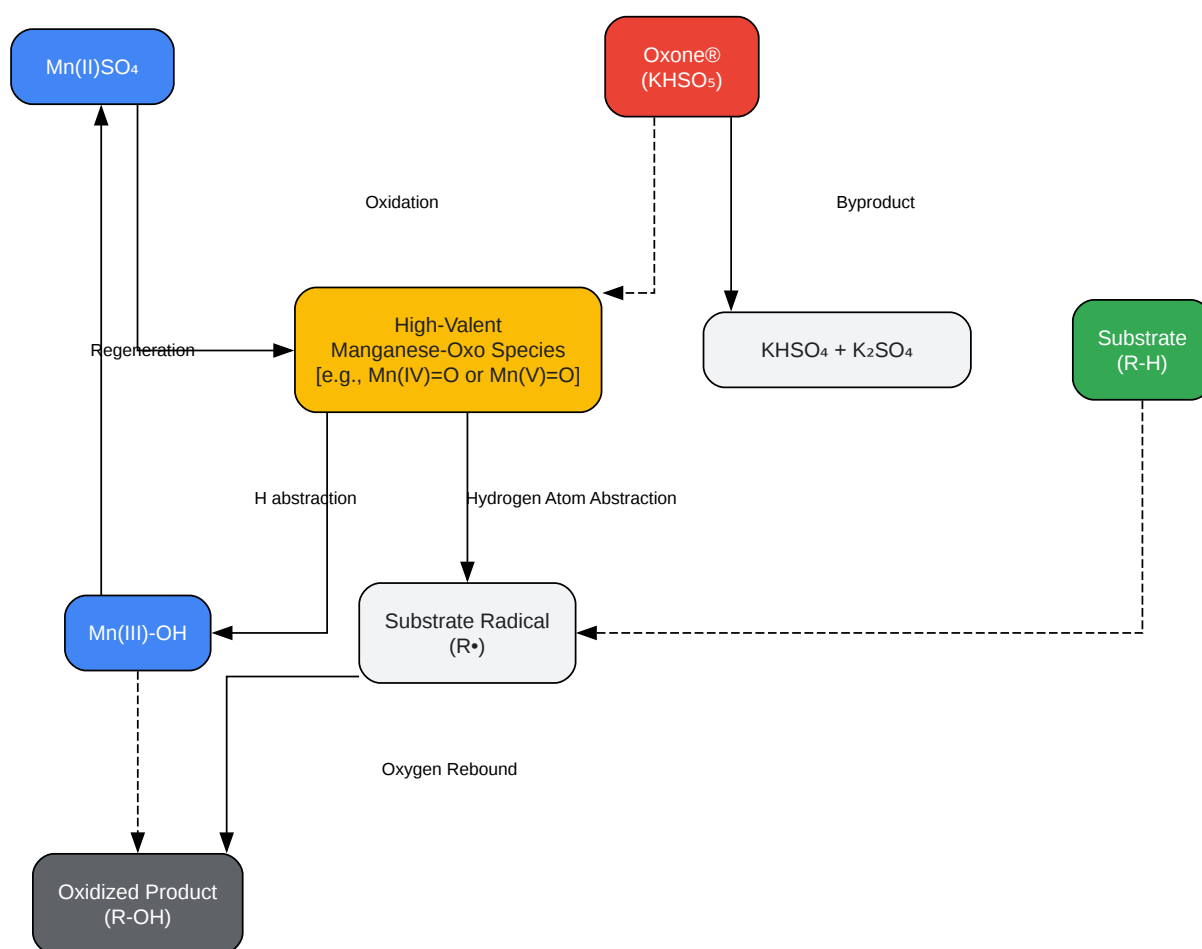 Mn(II)SO₄
Oxone®
(KHSO₅)
Oxidation
Byproduct
High-Valent
Manganese-Oxo Species
[e.g., Mn(IV)=O or Mn(V)=O]
KHSO₄ + K₂SO₄
Substrate
(R-H)
Regeneration
H abstraction
Hydrogen Atom Abstraction
Mn(III)-OH
Substrate Radical
(R•)
Oxygen Rebound
Oxidized Product
(R-OH)